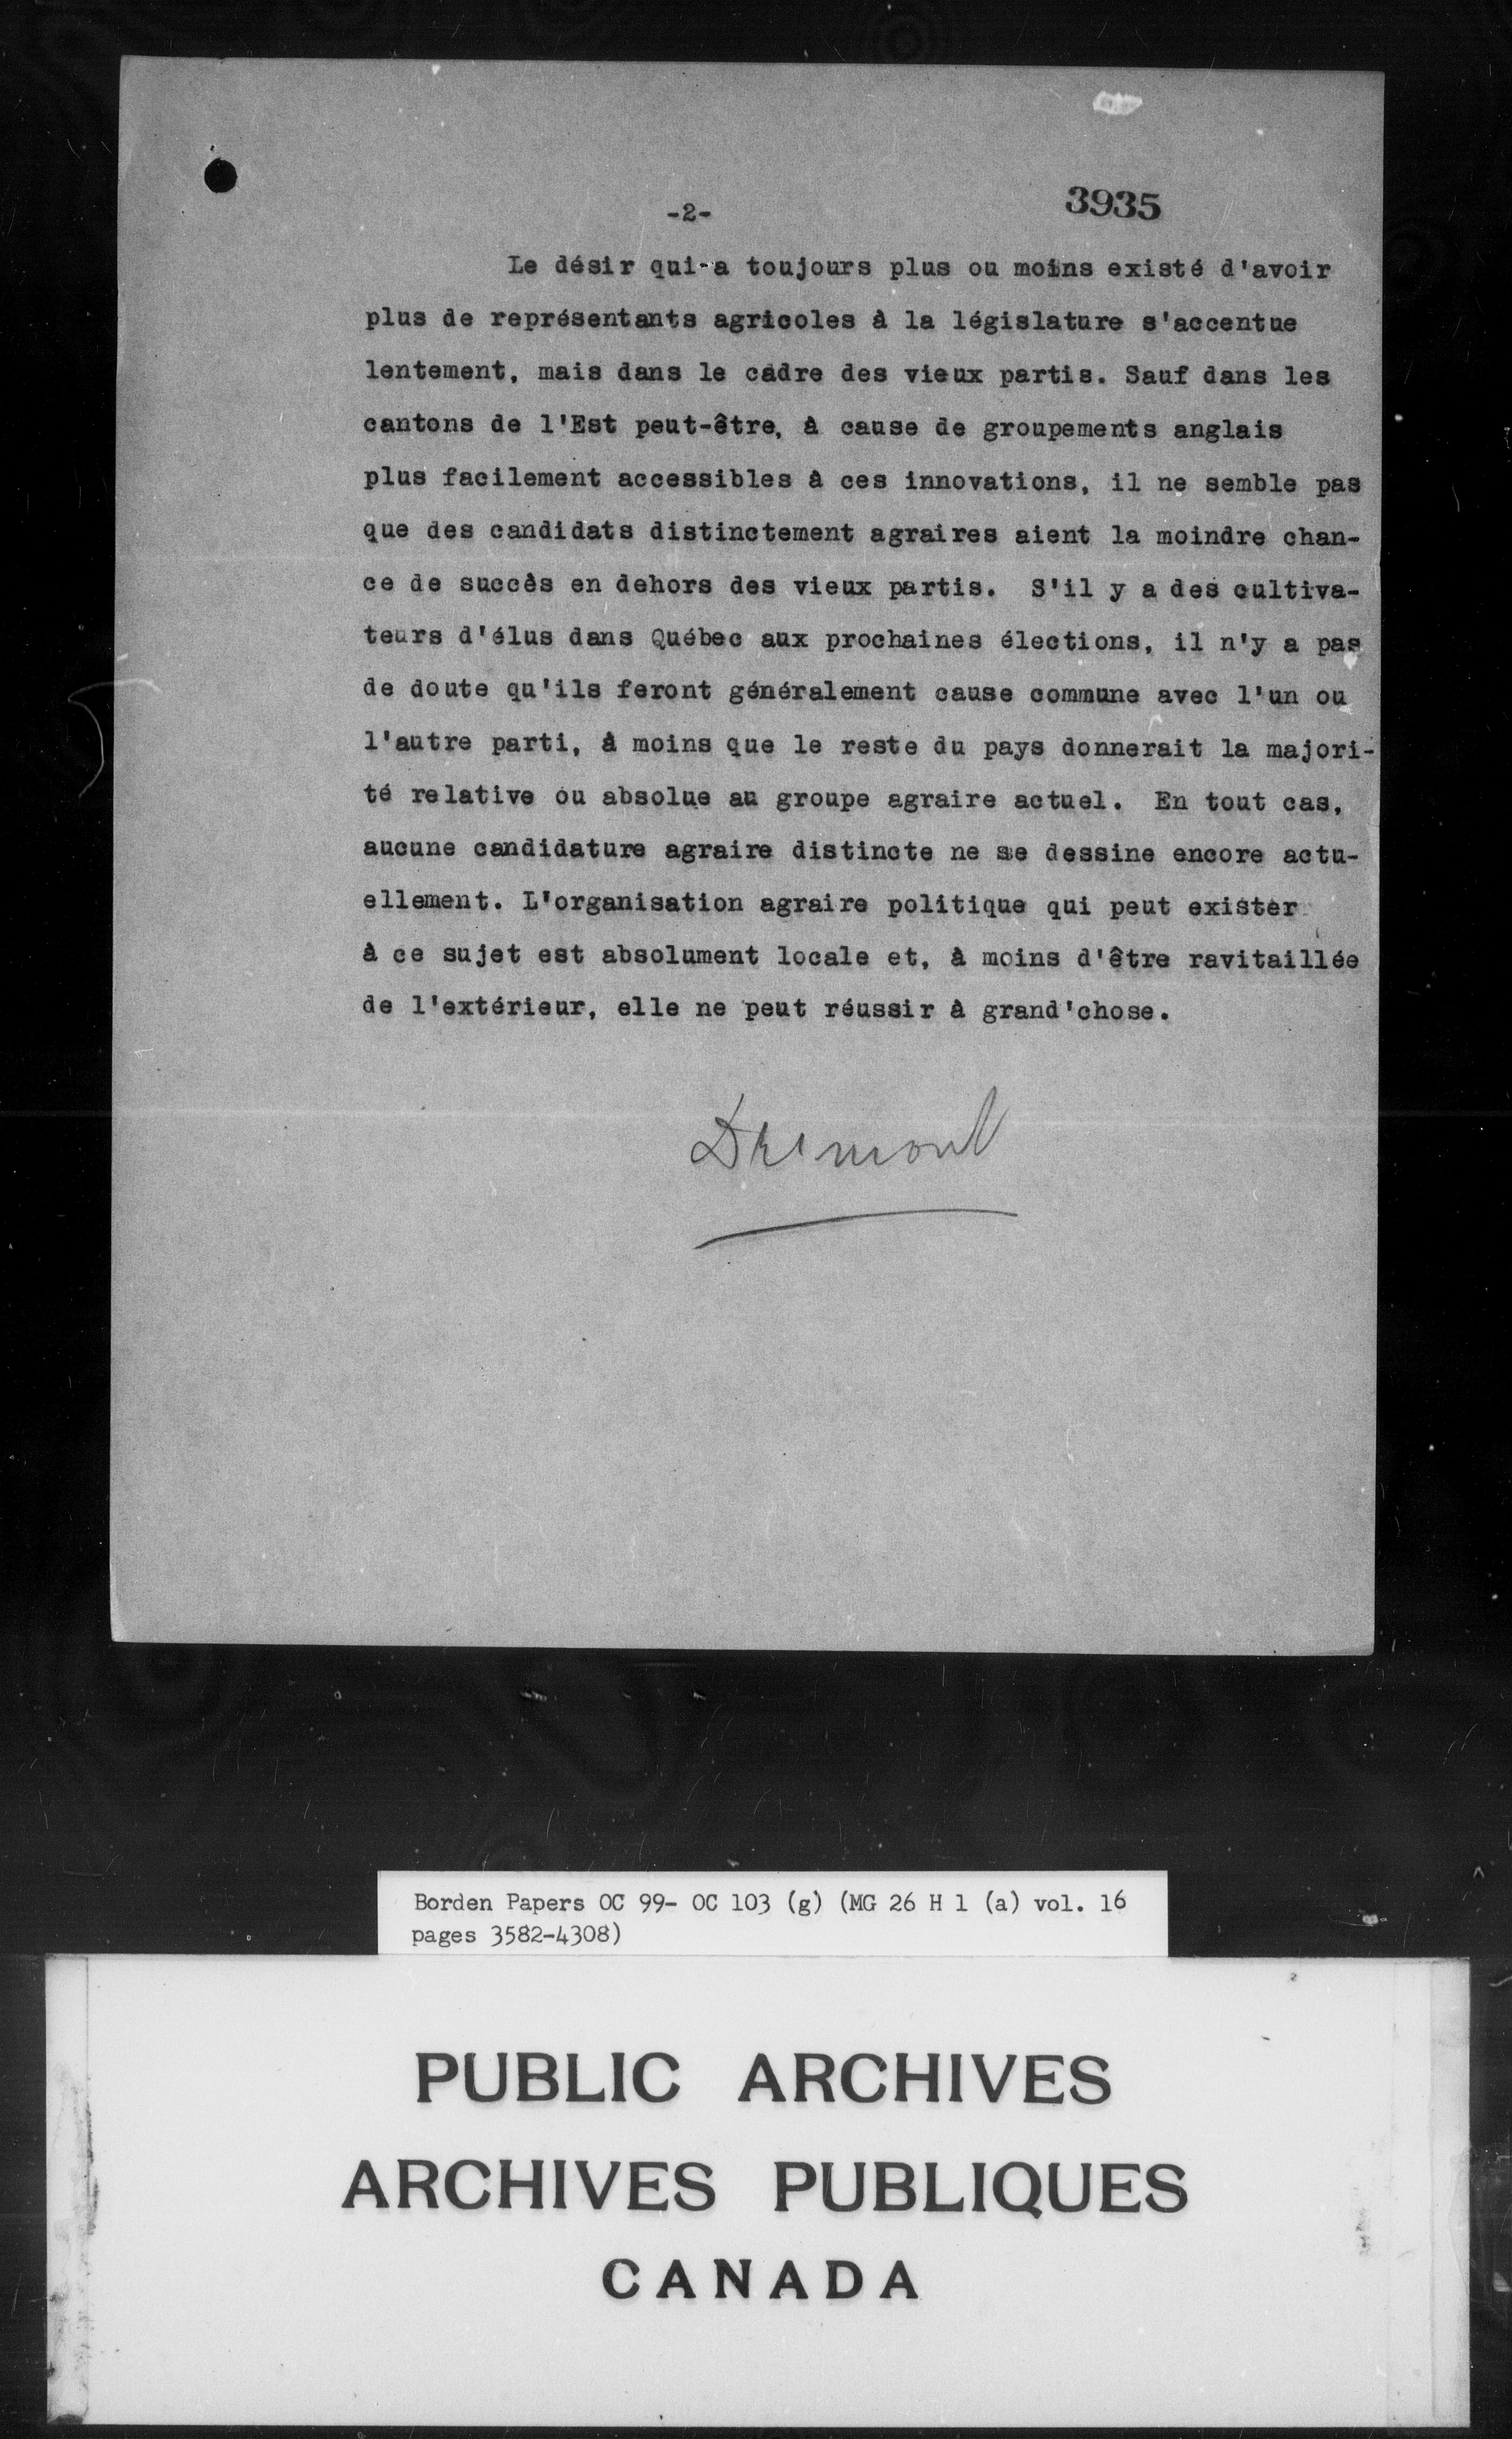 -2-
3935
Le désir qui-a toujours plus ou moins existé d'avoir
plus de représentants agricoles à la législature s'accentue
lentement, mais dans le cadre des vieux partis. Sauf dans les
cantons de l'Est peut-être, à cause de groupements anglais
plus facilement accessibles à ces innovations, il ne semble pas
que des candidats distinctement agraires aient la moindre chan-
ce de succès en dehors des vieux partis. S'il y a des cultiva-
teurs d'élus dans Québec aux prochaines élections, il n'y a pas
de doute qu'ils feront généralement cause commune avec l'un ou
l'autre parti, à moins que le reste du pays donnerait la majori-
té relative ou absolue au groupe agraire actuel. En tout cas,
aucune candidature agraire distincte ne se dessine encore actu-
ellement. L'organisation agraire politique qui peut exister
à ce sujet est absolument locale et, à moins d'être ravitaillée
de l'extérieur, elle ne peut réussir à grand'chose.
Borden Papers OC 99- OC 103 (g) (MG 26 H 1 (a) vol. 16
pages 3582-4308)
PUBLIC ARCHIVES
ARCHIVES PUBLIQUES
CANADA